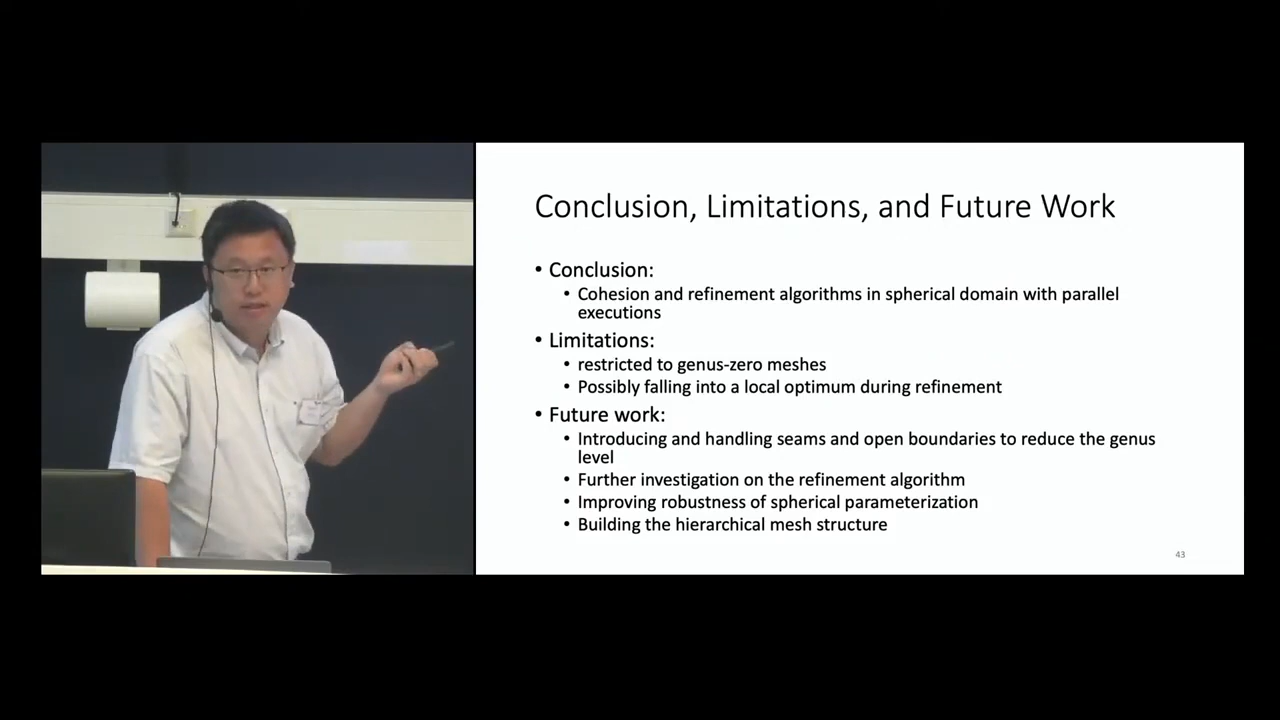 Conclusion, Limitations, and Future Work
• Conclusion:
• Cohesion and refinement algorithms in spherical domain with parallel
executions
• Limitations:
• restricted to genus-zero meshes
• Possibly falling into a local optimum during refinement
• Future work:
• Introducing and handling seams and open boundaries to reduce the genus
level
• Further investigation on the refinement algorithm
• Improving robustness of spherical parameterization
• Building the hierarchical mesh structure
43